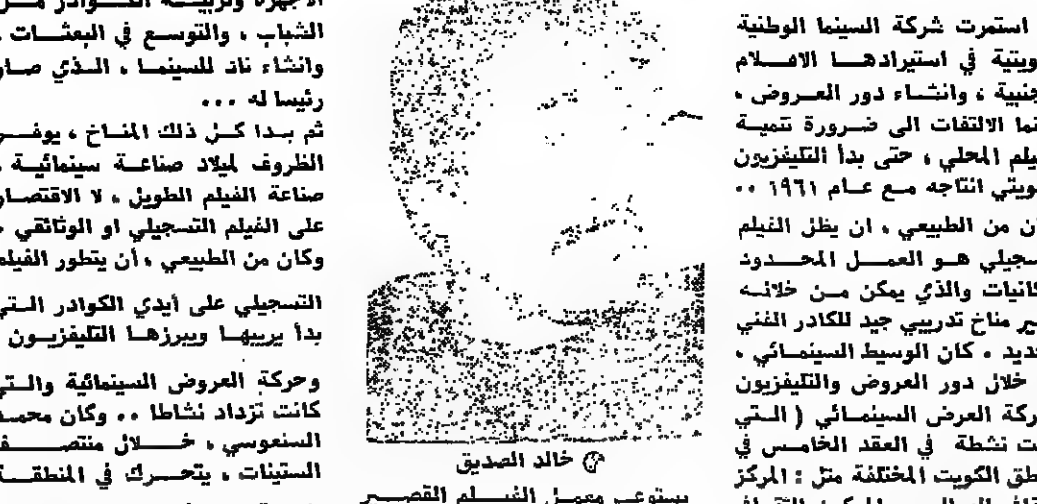 استمرت شركة السينما الوطنية
ويتية في استيرادها الافلام
جنبية ، وانشاء دور العروض ،
نما الالتفات الى ضرورة تنمية
يلم المحلي ، حتى بدأ التليفزيون
ويتي انتاجه مع عام ١٩٦١ ..
ن من الطبيعي ، ان يظل الفيلم
سجيلي هو العمل المحدود
كانيات والذي يمكن من خلاله
ير مناخ تدريبي جيد للكادر الفني
ديد . كان الوسيط السينمائي ،
خلال دور العروض والتليفزيون
ركة العرض السينمائي ( التي
ت نشطة في العقد الخامس في
طق الكويت المختلفة مثل : المركز
خالد الصديق
يستوعب معمل الفيلم القصير
الاجهزة وتربية الكوادر من
الشباب ، والتوسع في البعثات ،
وانشاء ناد للسينما ، الذي صار
رئيسا له ...
ثم بدا كل ذلك المناخ ، يوفر
الظروف لميلاد صناعة سينمائية ،
صناعة الفيلم الطويل ، لا الاقتصار
على الفيلم التسجيلي او الوثائقي ،
وكان من الطبيعي ، أن يتطور الفيلم
التسجيلي على أيدي الكوادر التي
بدأ يربيها ويبرزها التليفزيون
وحركة العروض السينمائية والتي
كانت تزداد نشاطا .. وكان محمد
السنعوسي ، خلال منتصف
الستينات ، يتحرك في المنطقة